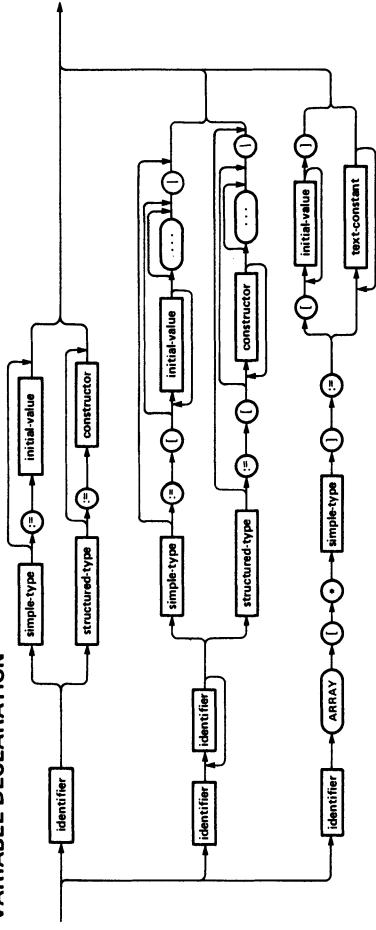 VARIABLE DECLARATION
identifier
simple-type
:=
initial-value
structured-type
:=
constructor
identifier
identifier
simple-type
:=
[
initial-value
....
]
structured-type
:=
[
constructor
....
]
identifier
ARRAY
[
*
simple-type
]
:=
[
initial-value
]
text-constant